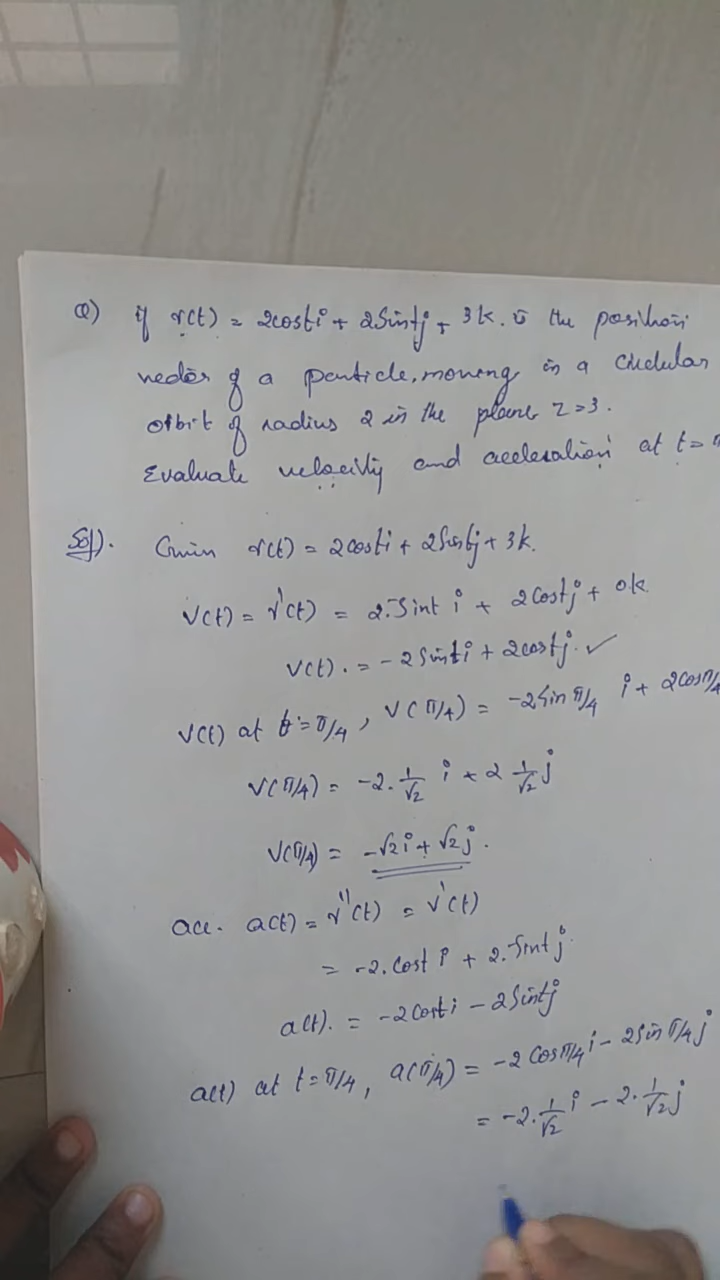 Q) if r(t) = 2cost i + 2Sint j + 3k. is the position
vector of a particle, moving in a circular
orbit of radius 2 in the plane z=3.
Evaluate velocity and acceleration at t=
Sol). Given r(t) = 2cost i + 2Sint j + 3k.
V(t) = r'(t) = 2.-Sint i + 2Cost j + 0k
V(t). = -2Sint i + 2cost j. ✓
V(t) at t=π/4, V(π/4) = -2Sin π/4 i + 2cosπ/4
V(π/4) = -2. 1/√2 i + 2 1/√2 j
V(π/4) = -√2 i + √2 j.
acc. a(t) = r''(t) = v'(t)
= -2. Cost i + 2.-Sint j.
a(t). = -2Cost i - 2Sint j
a(t) at t=π/4, a(π/4) = -2 Cosπ/4 i - 2Sin π/4 j
= -2. 1/√2 i - 2. 1/√2 j